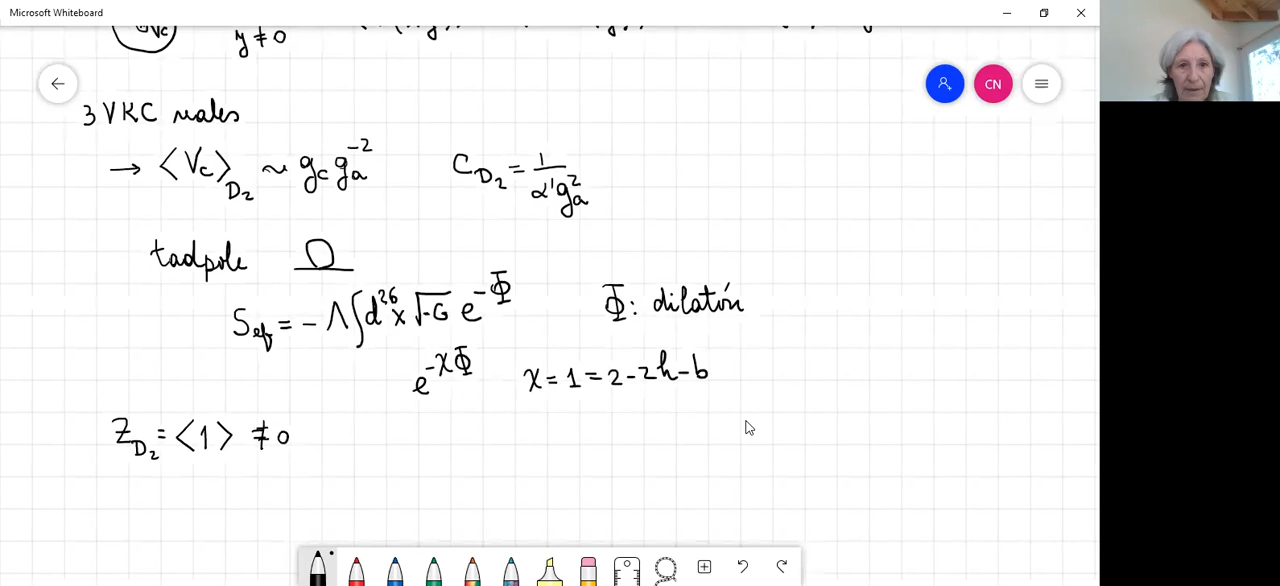 Microsoft Whiteboard
y ≠ 0
CN
3 VKC reales
→ ⟨V_c⟩_{D_2} ~ g_c g_a^{-2}    C_{D_2} = 1/(α' g_a^2)
tadpole
S_{ef} = - Λ ∫ d^{26}x √-G e^{-Φ}    Φ: dilatón
e^{-χΦ}    χ = 1 = 2 - 2h - b
Z_{D_2} = ⟨1⟩ ≠ 0